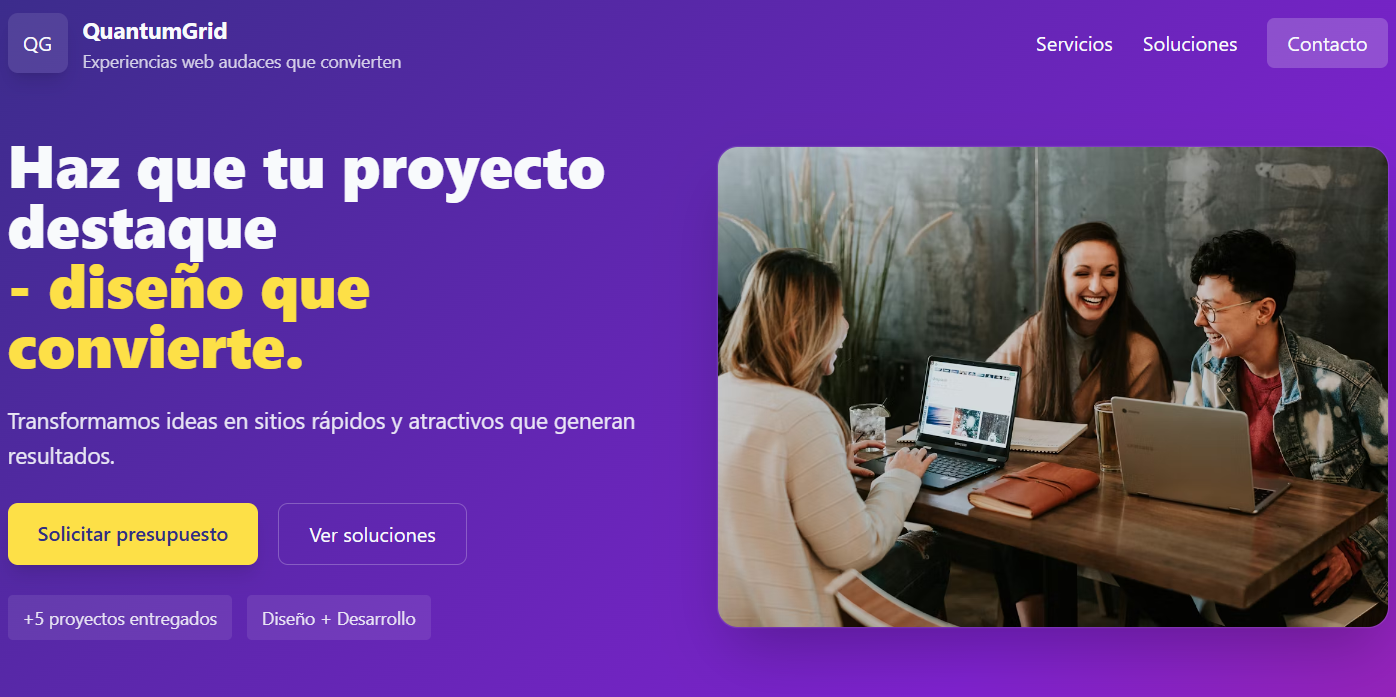 QG
QuantumGrid
Experiencias web audaces que convierten
Servicios
Soluciones
Contacto
Haz que tu proyecto
destaque
- diseño que
convierte.
Transformamos ideas en sitios rápidos y atractivos que generan
resultados.
Solicitar presupuesto
Ver soluciones
+5 proyectos entregados
Diseño + Desarrollo